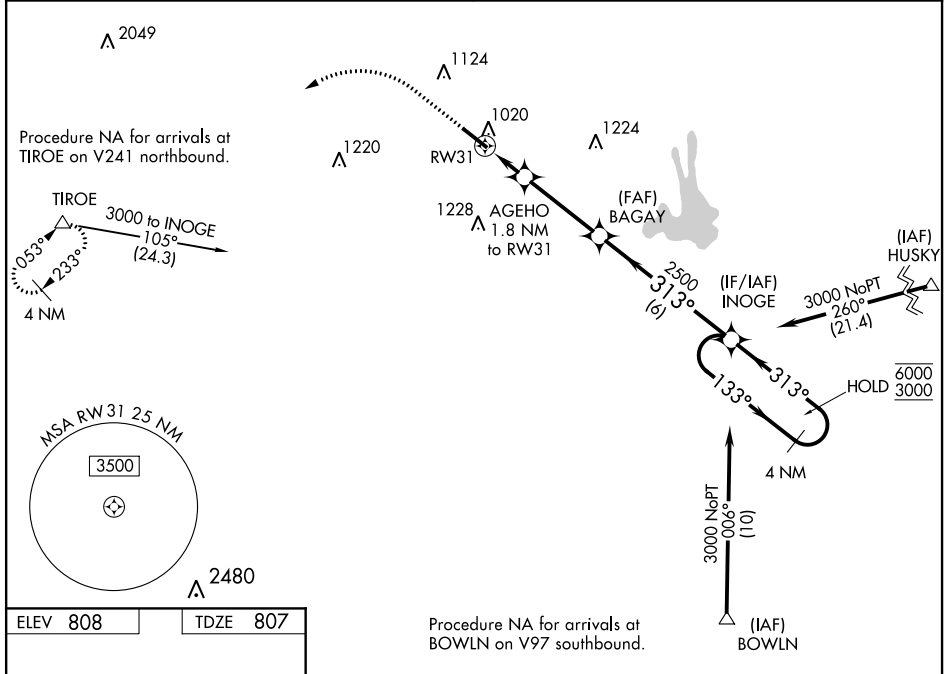 2049
1124
1020
1224
1220
RW31
Procedure NA for arrivals at
TIROE on V241 northbound.
TIROE
3000 to INOGE
105°
(24.3)
053°
233°
4 NM
1228
AGEHO
1.8 NM
to RW31
(FAF)
BAGAY
2500
313°
(6)
(IF/IAF)
INOGE
(IAF)
HUSKY
3000 NoPT
260°
(21.4)
313°
133°
HOLD
6000
3000
4 NM
MSA RW 31 25 NM
3500
3000 NoPT
006°
(10)
2480
ELEV 808
TDZE 807
Procedure NA for arrivals at
BOWLN on V97 southbound.
(IAF)
BOWLN